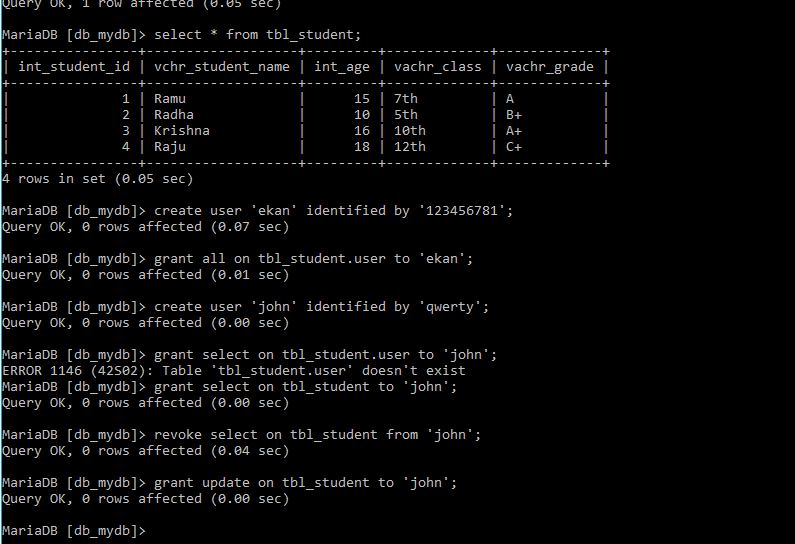 Query OK, 1 row affected (0.05 sec)
MariaDB [db_mydb]> select * from tbl_student;
+----------------+-------------------+---------+-------------+-------------+
| int_student_id | vchr_student_name | int_age | vachr_class | vachr_grade |
+----------------+-------------------+---------+-------------+-------------+
|              1 | Ramu              |      15 | 7th         | A           |
|              2 | Radha             |      10 | 5th         | B+          |
|              3 | Krishna           |      16 | 10th        | A+          |
|              4 | Raju              |      18 | 12th        | C+          |
+----------------+-------------------+---------+-------------+-------------+
4 rows in set (0.05 sec)
MariaDB [db_mydb]> create user 'ekan' identified by '123456781';
Query OK, 0 rows affected (0.07 sec)
MariaDB [db_mydb]> grant all on tbl_student.user to 'ekan';
Query OK, 0 rows affected (0.01 sec)
MariaDB [db_mydb]> create user 'john' identified by 'qwerty';
Query OK, 0 rows affected (0.00 sec)
MariaDB [db_mydb]> grant select on tbl_student.user to 'john';
ERROR 1146 (42S02): Table 'tbl_student.user' doesn't exist
MariaDB [db_mydb]> grant select on tbl_student to 'john';
Query OK, 0 rows affected (0.00 sec)
MariaDB [db_mydb]> revoke select on tbl_student from 'john';
Query OK, 0 rows affected (0.04 sec)
MariaDB [db_mydb]> grant update on tbl_student to 'john';
Query OK, 0 rows affected (0.00 sec)
MariaDB [db_mydb]>